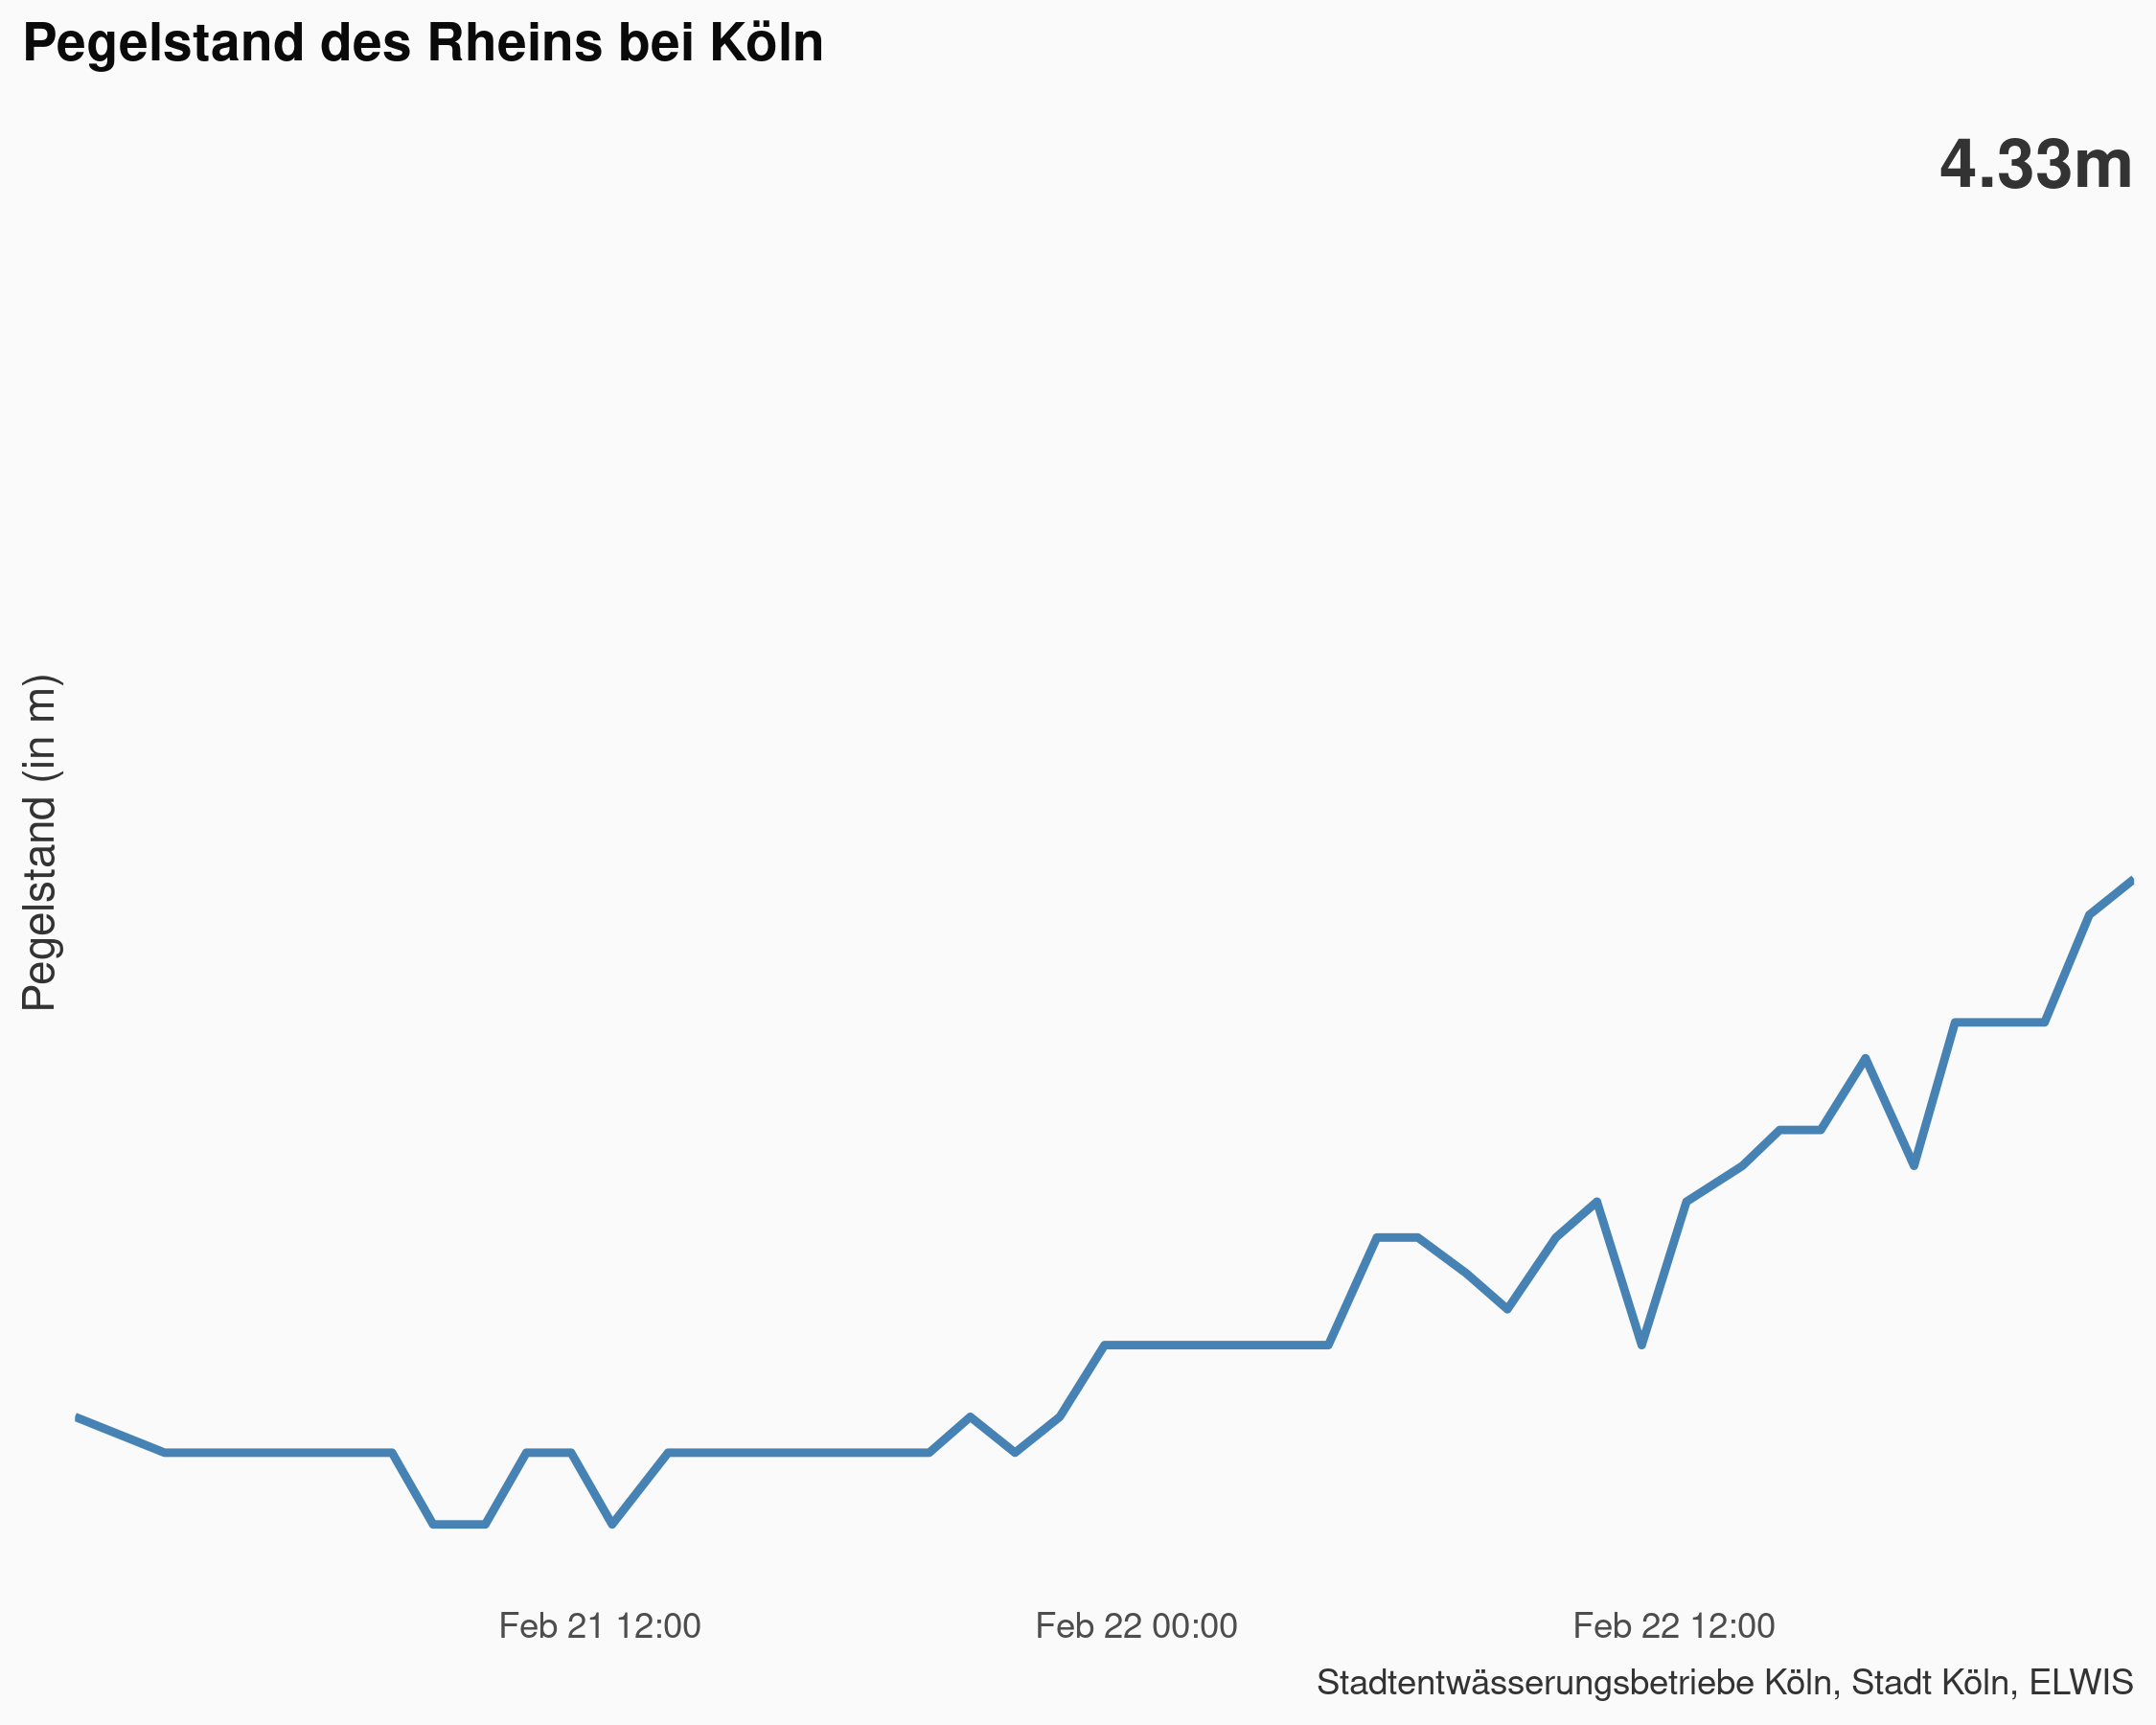 Pegelstand des Rheins bei Köln
4.33m
Pegelstand (in m)
Feb 21 12:00
Feb 22 00:00
Feb 22 12:00
Stadtentwässerungsbetriebe Köln, Stadt Köln, ELWIS